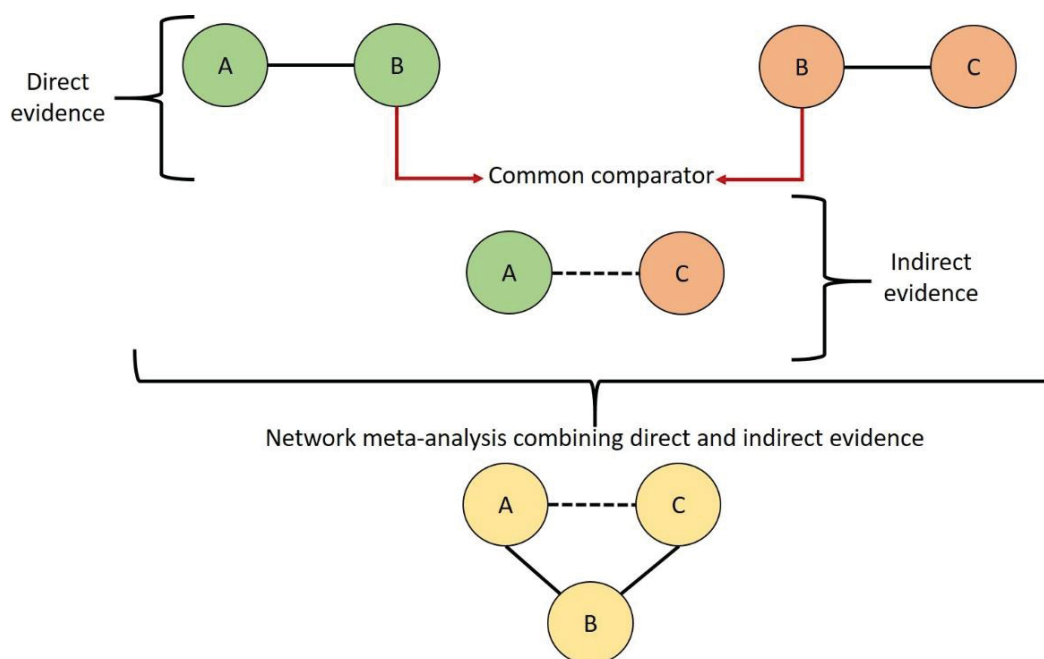 A
B
B
C
Direct
evidence
Common comparator
A
C
Indirect
evidence
Network meta-analysis combining direct and indirect evidence
A
C
B